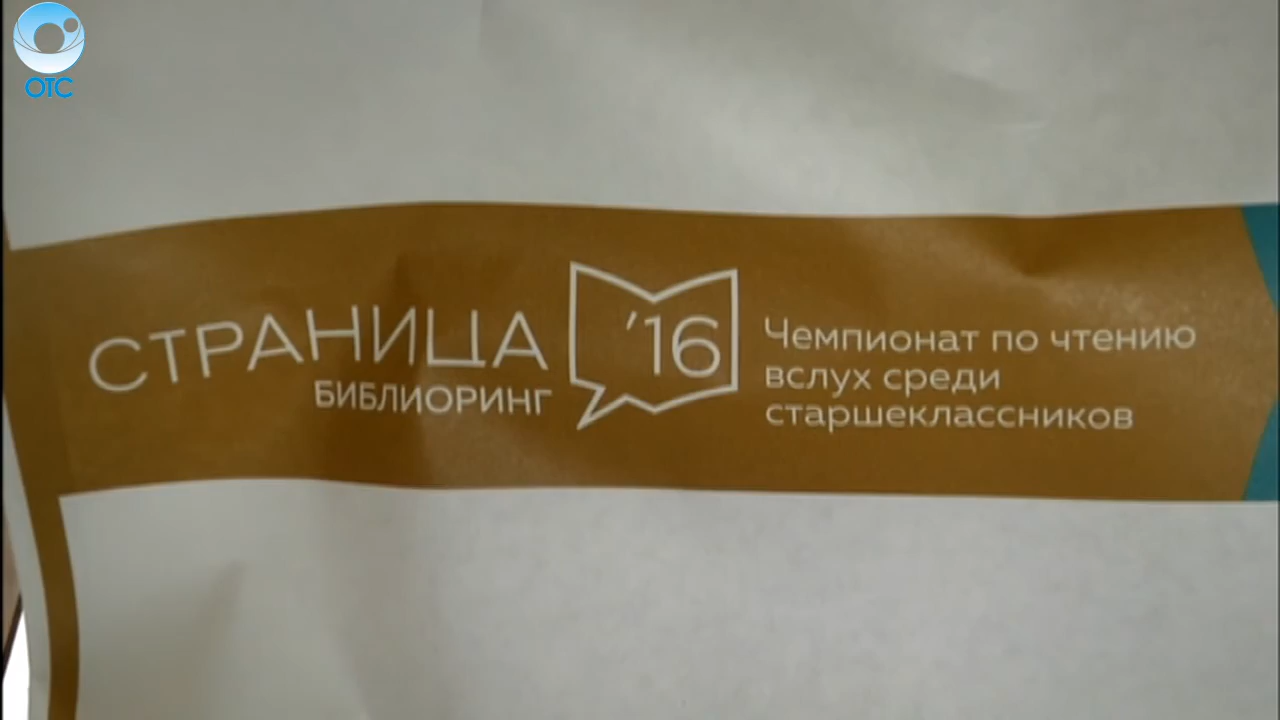 ОТС
СТРАНИЦА
БИБЛИОРИНГ
'16
Чемпионат по чтению
вслух среди
старшеклассников